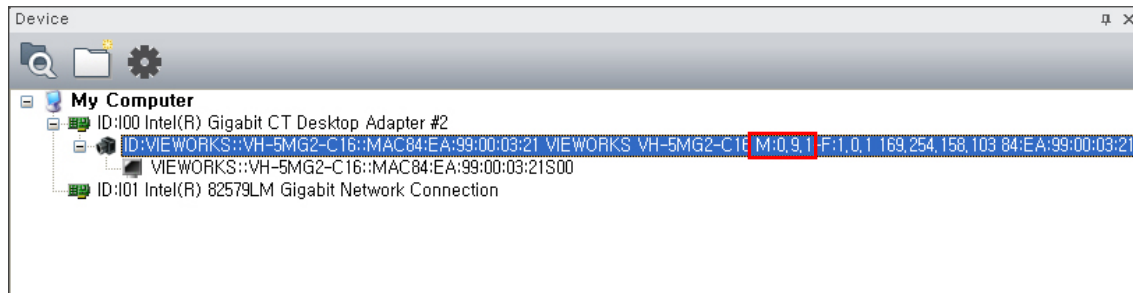 Device
My Computer
ID:I00 Intel(R) Gigabit CT Desktop Adapter #2
ID:VIEWORKS::VH-5MG2-C16::MAC84:EA:99:00:03:21 VIEWORKS VH-5MG2-C16 M:0,9,1-F:1,0,1 169,254,158,103 84:EA:99:00:03:21
VIEWORKS::VH-5MG2-C16::MAC84:EA:99:00:03:21S00
ID:I01 Intel(R) 82579LM Gigabit Network Connection